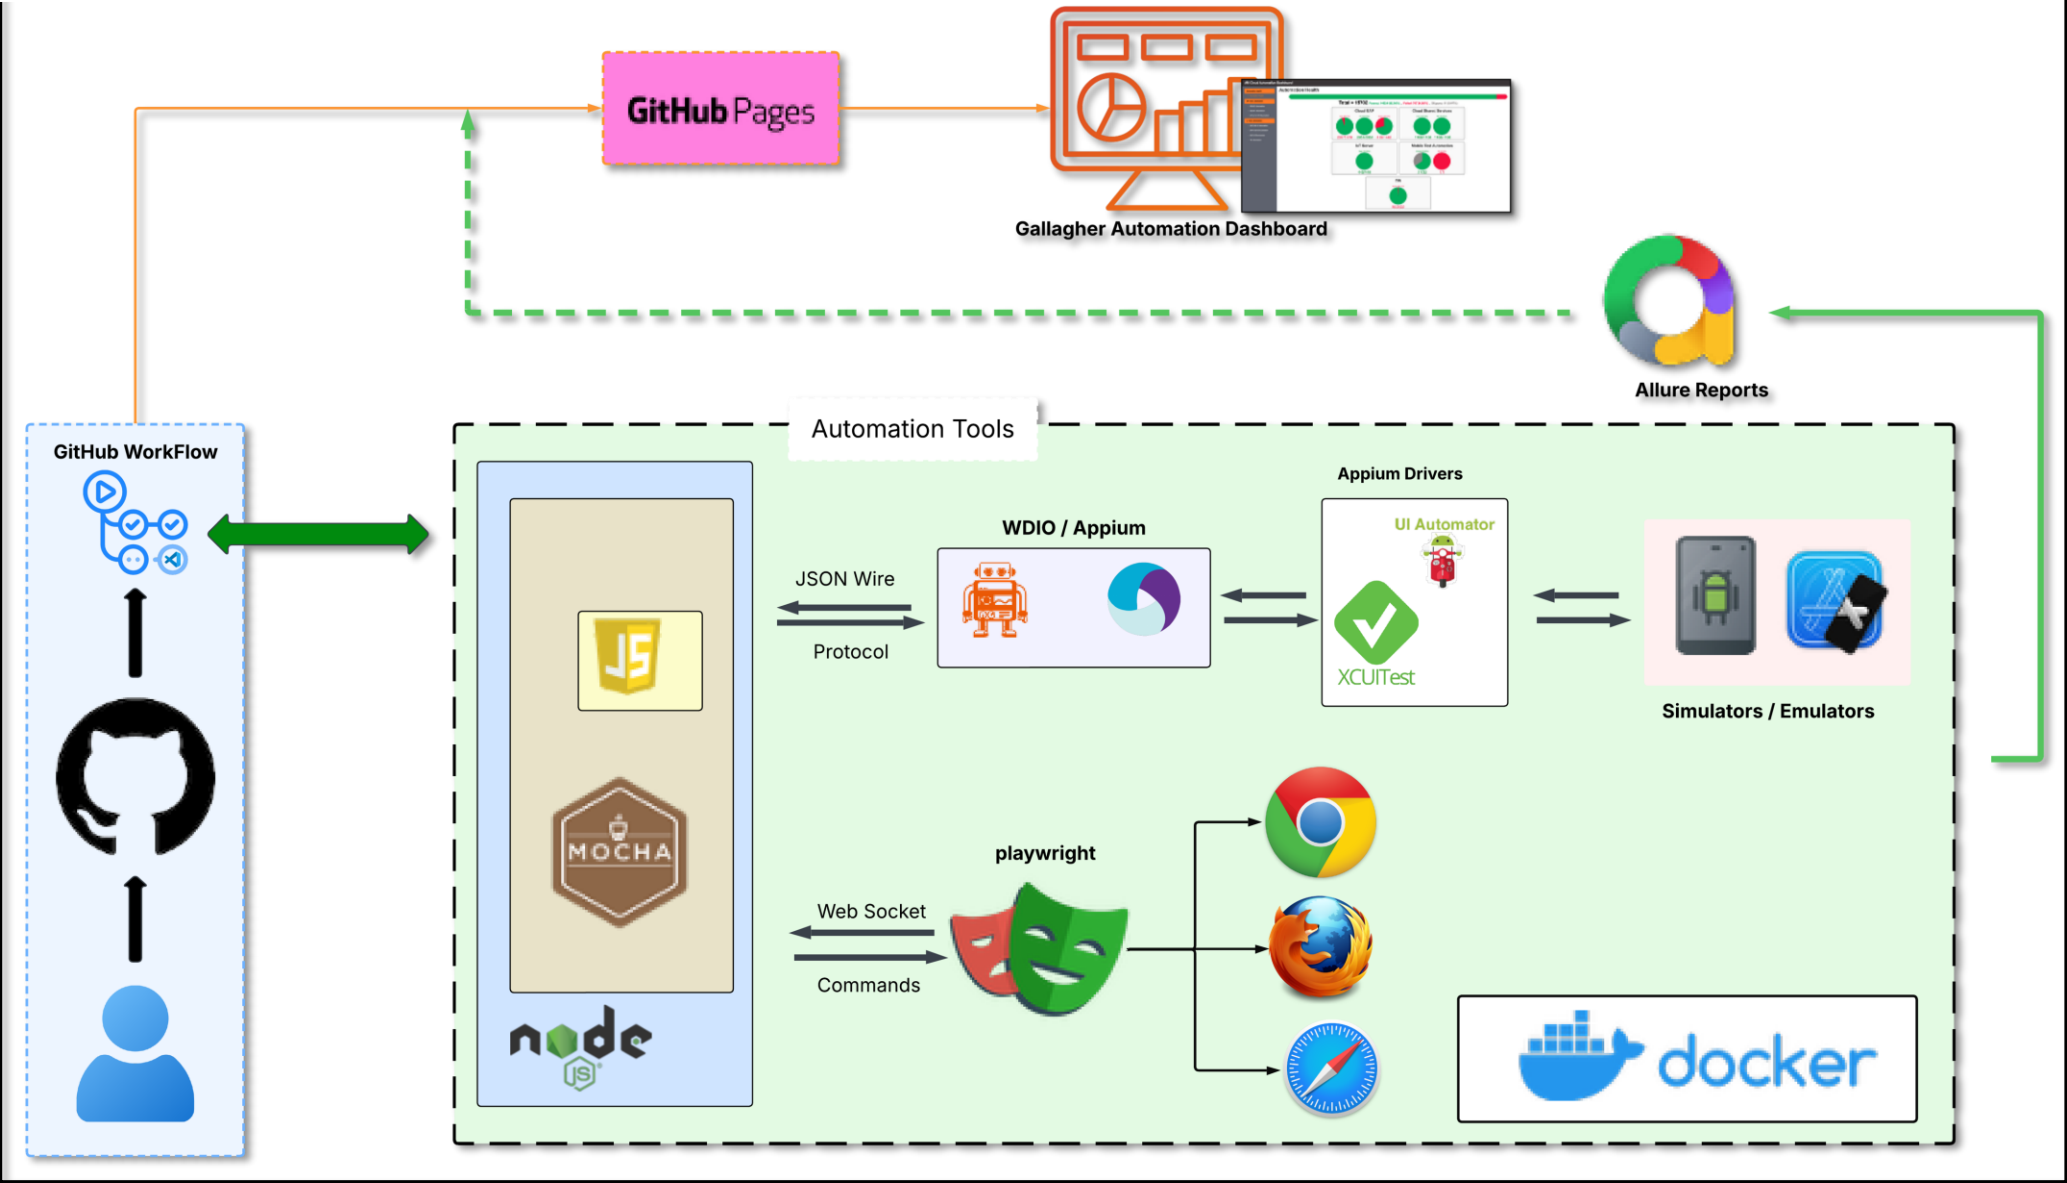 GitHub Pages
Gallagher Automation Dashboard
Allure Reports
GitHub WorkFlow
Automation Tools
Appium Drivers
UI Automator
WDIO / Appium
JSON Wire
Protocol
JS
XCUITest
Simulators / Emulators
MOCHA
playwright
Web Socket
Commands
node
JS
docker